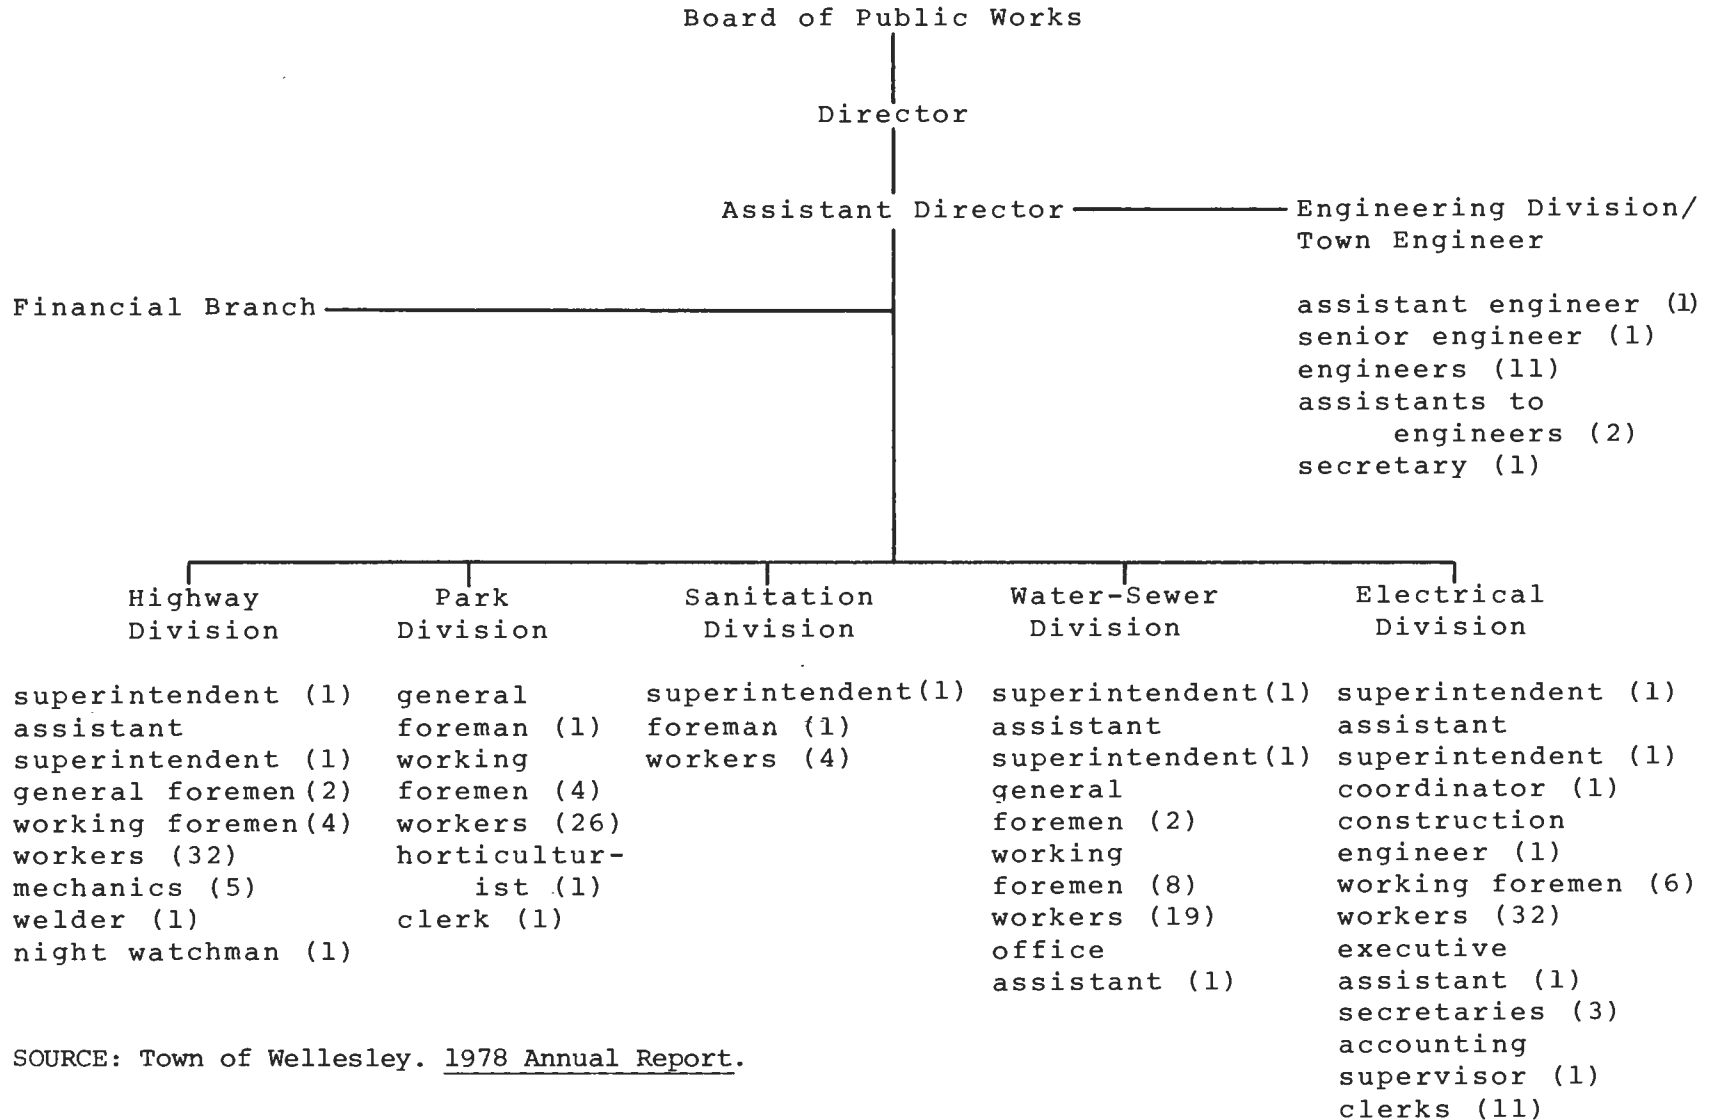 Board of Public Works
Director
Assistant Director
Engineering Division/
Town Engineer
assistant engineer (1)
senior engineer (1)
engineers (11)
assistants to
engineers (2)
secretary (1)
Financial Branch
Highway
Division
superintendent (1)
assistant
superintendent (1)
general foremen (2)
working foremen (4)
workers (32)
mechanics (5)
welder (1)
night watchman (1)
Park
Division
general
foreman (1)
working
foremen (4)
workers (26)
horticultur-
ist (1)
clerk (1)
Sanitation
Division
superintendent (1)
foreman (1)
workers (4)
Water-Sewer
Division
superintendent (1)
assistant
superintendent (1)
general
foremen (2)
working
foremen (8)
workers (19)
office
assistant (1)
Electrical
Division
superintendent (1)
assistant
superintendent (1)
coordinator (1)
construction
engineer (1)
working foremen (6)
workers (32)
executive
assistant (1)
secretaries (3)
accounting
supervisor (1)
clerks (11)
SOURCE: Town of Wellesley. 1978 Annual Report.